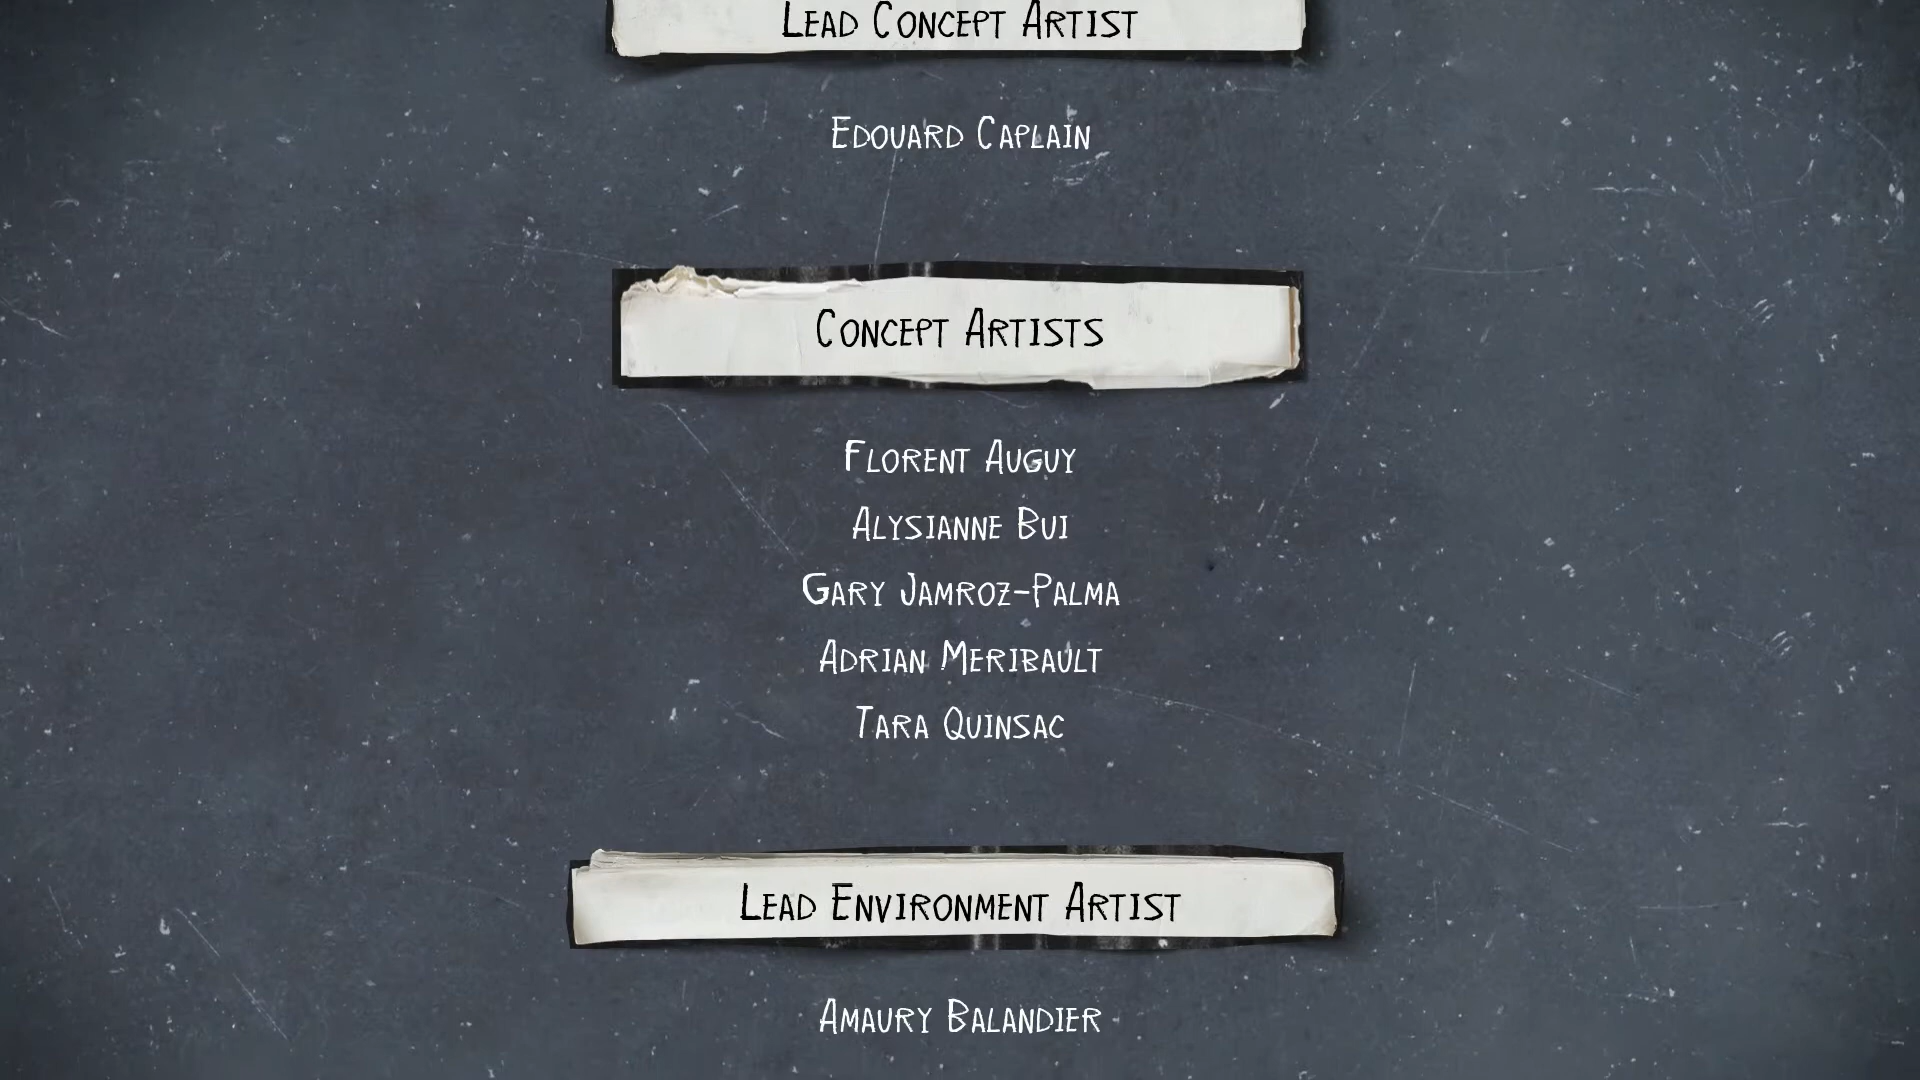 Lead Concept Artist
Edouard Caplain
Concept Artists
Florent Auguy
Alysianne Bui
Gary Jamroz-Palma
Adrian Meribault
Tara Quinsac
Lead Environment Artist
Amaury Balandier